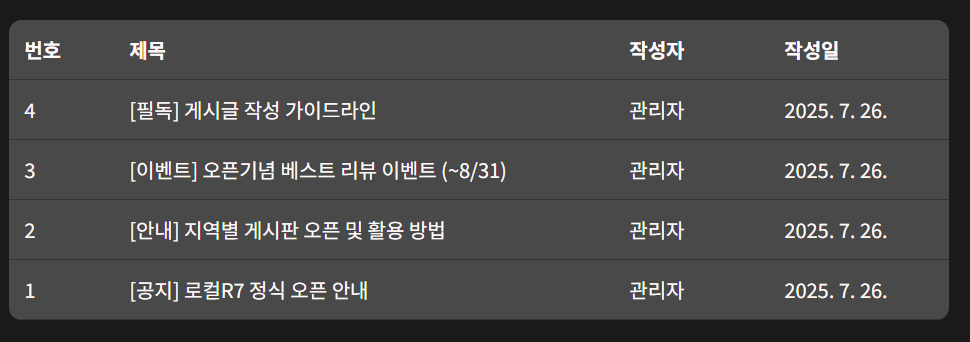 번호 제목 작성자 작성일
4 [필독] 게시글 작성 가이드라인 관리자 2025. 7. 26.
3 [이벤트] 오픈기념 베스트 리뷰 이벤트 (~8/31) 관리자 2025. 7. 26.
2 [안내] 지역별 게시판 오픈 및 활용 방법 관리자 2025. 7. 26.
1 [공지] 로컬R7 정식 오픈 안내 관리자 2025. 7. 26.